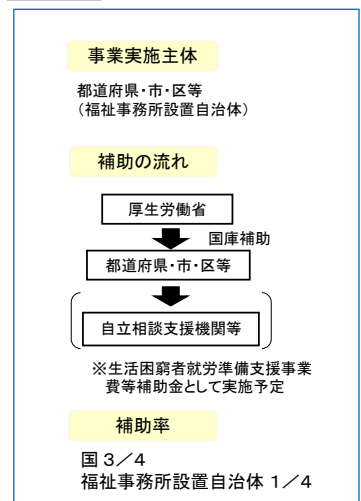 事業実施主体
都道府県・市・区等
（福祉事務所設置自治体）
補助の流れ
厚生労働省
国庫補助
都道府県・市・区等
自立相談支援機関等
※生活困窮者就労準備支援事業
費等補助金として実施予定
補助率
国 3／4
福祉事務所設置自治体 1／4